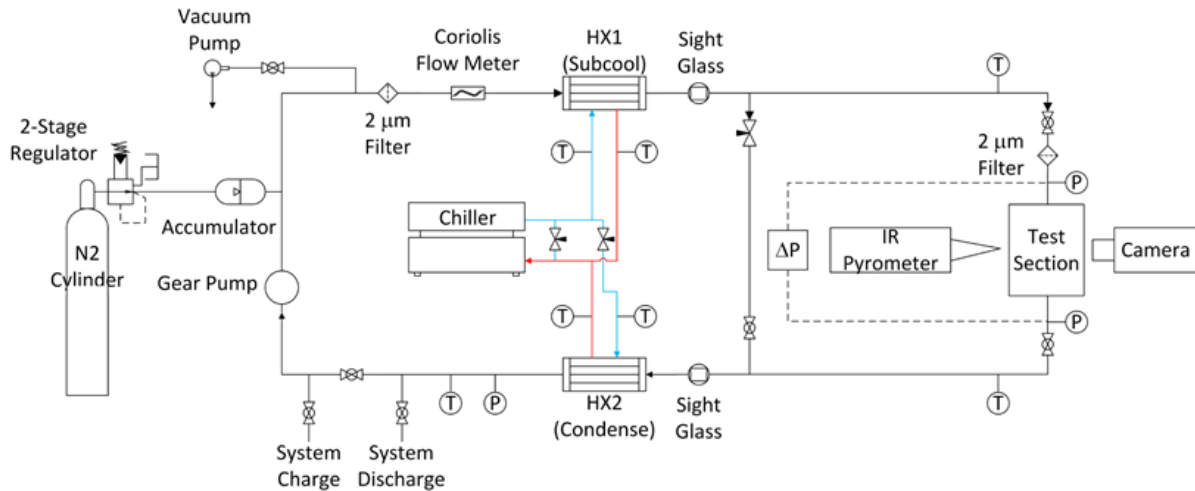 Vacuum
Pump
Coriolis
Flow Meter
HX1
(Subcool)
Sight
Glass
T
2-Stage
Regulator
2 μm
Filter
2 μm
Filter
T
T
P
Accumulator
Chiller
N2
Cylinder
ΔP
IR
Pyrometer
Test
Section
Camera
Gear Pump
T
T
P
T
P
HX2
(Condense)
Sight
Glass
T
System
Charge
System
Discharge